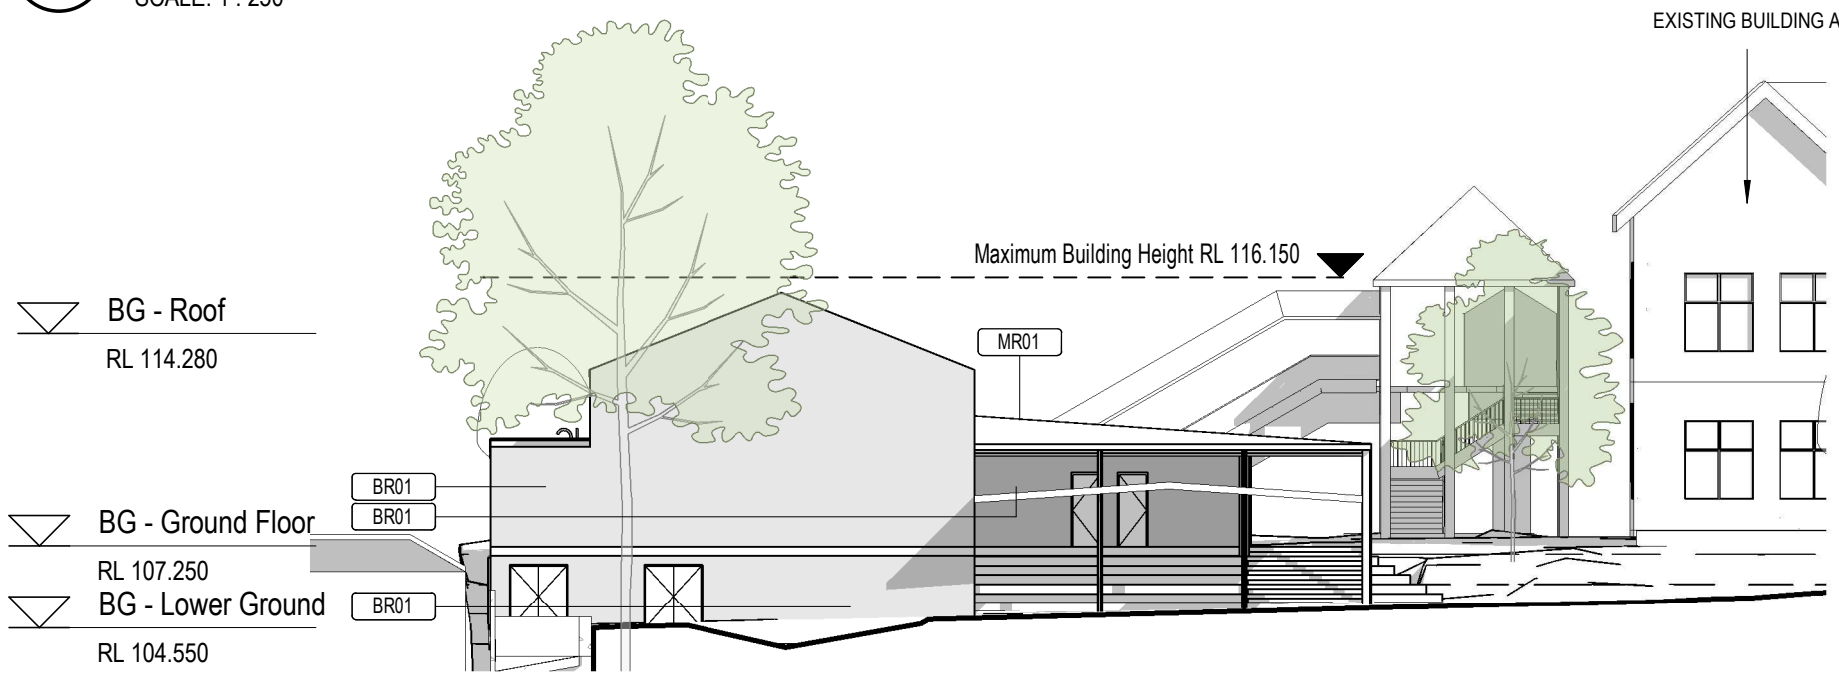 SCALE: 1 : 250
EXISTING BUILDING A
Maximum Building Height RL 116.150
BG - Roof
RL 114.280
MR01
BR01
BR01
BG - Ground Floor
RL 107.250
BG - Lower Ground
BR01
RL 104.550